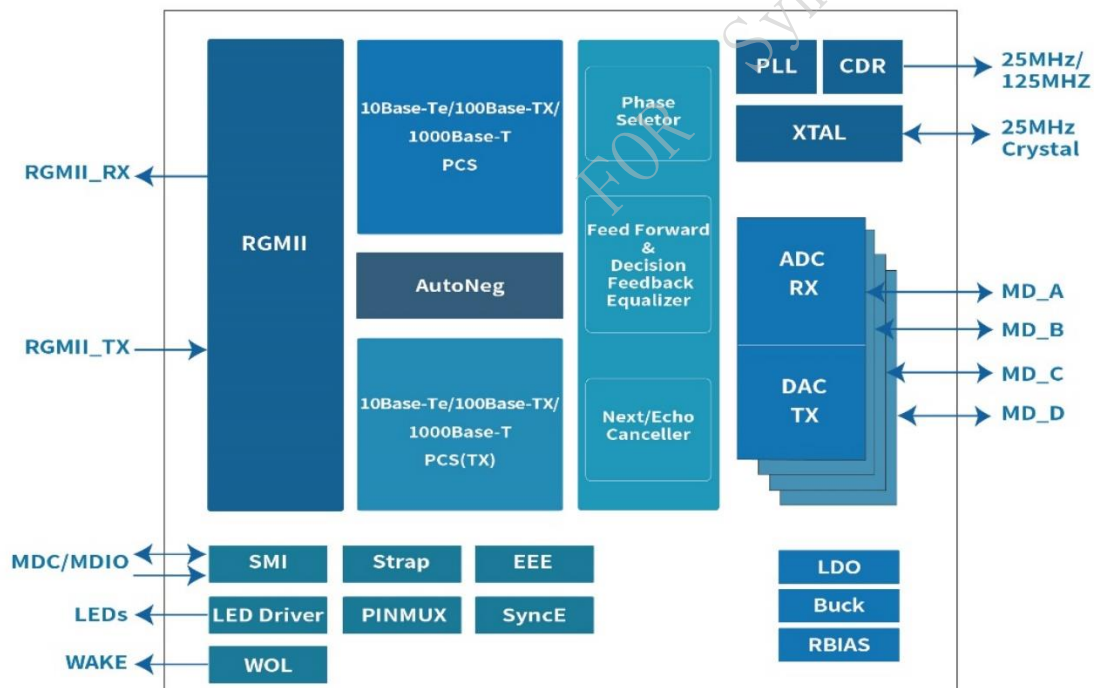 PLL
CDR
25MHz/
125MHZ
XTAL
25MHz
Crystal
RGMII_RX
RGMII_TX
RGMII
10Base-Te/100Base-TX/
1000Base-T
PCS
AutoNeg
10Base-Te/100Base-TX/
1000Base-T
PCS(TX)
Phase
Seletor
Feed Forward
&
Decision
Feedback
Equalizer
Next/Echo
Canceller
ADC
RX
DAC
TX
MD_A
MD_B
MD_C
MD_D
MDC/MDIO
SMI
Strap
EEE
LEDs
LED Driver
PINMUX
SyncE
WAKE
WOL
LDO
Buck
RBIAS
FOR